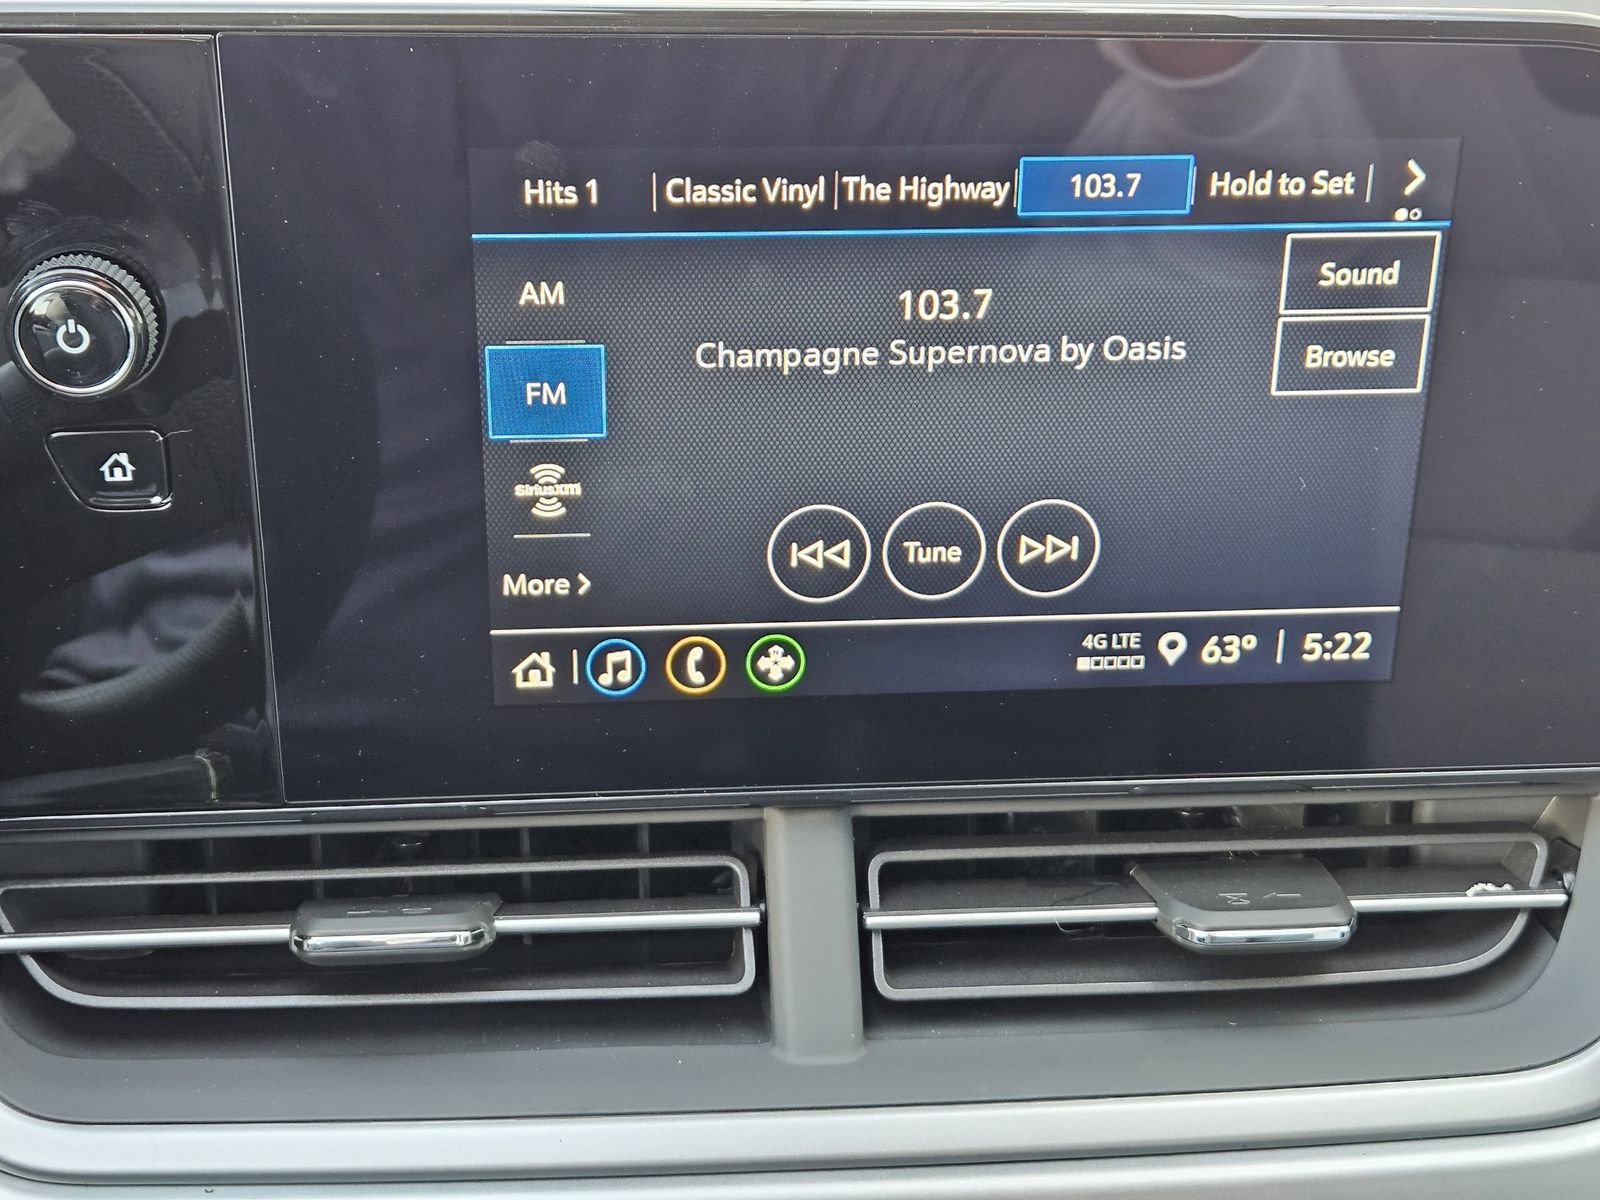 Hits 1 | Classic Vinyl | The Highway | 103.7 | Hold to Set |
AM
103.7
Sound
Champagne Supernova by Oasis
Browse
FM
SiriusXM
Tune
More >
4G LTE
63° | 5:22